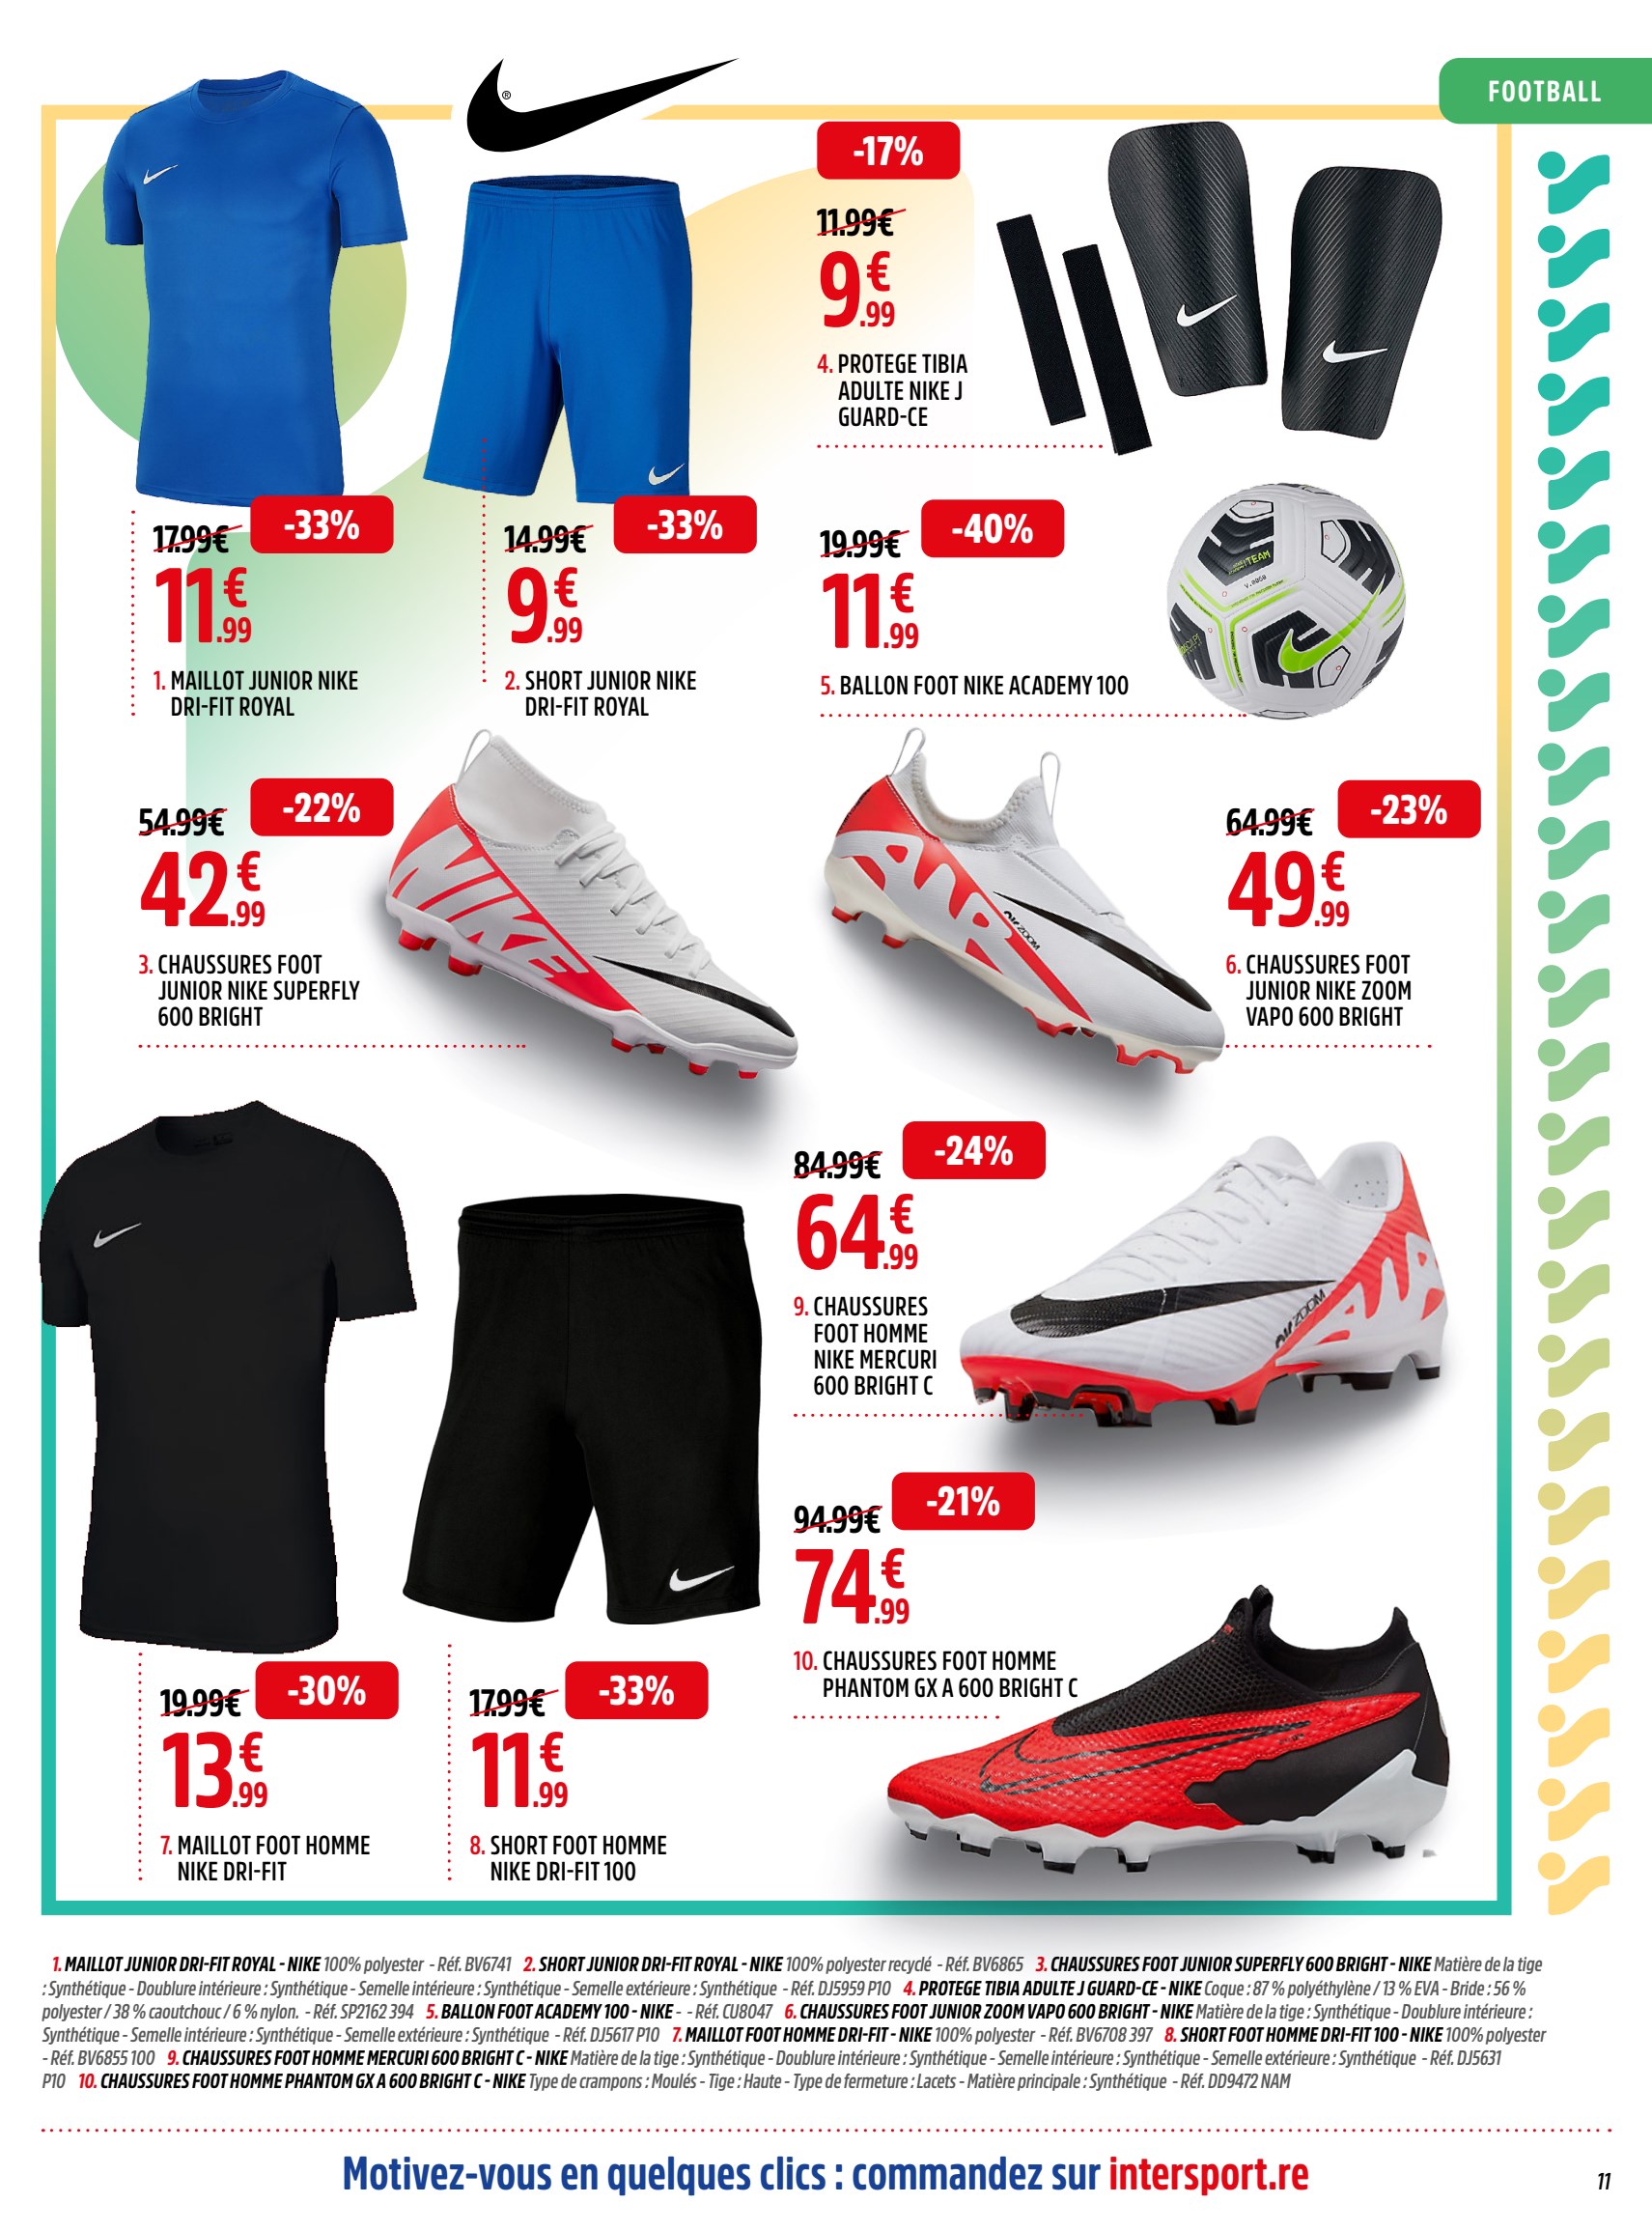 FOOTBALL
-17%
11.99€
9€.99
4. PROTEGE TIBIA
ADULTE NIKE J
GUARD-CE
17.99€ -33%
11€.99
1. MAILLOT JUNIOR NIKE
DRI-FIT ROYAL
14.99€ -33%
9€.99
2. SHORT JUNIOR NIKE
DRI-FIT ROYAL
19.99€ -40%
11€.99
5. BALLON FOOT NIKE ACADEMY 100
TEAM
54.99€ -22%
42€.99
3. CHAUSSURES FOOT
JUNIOR NIKE SUPERFLY
600 BRIGHT
NIKE
AIR
ZOOM
64.99€ -23%
49€.99
6. CHAUSSURES FOOT
JUNIOR NIKE ZOOM
VAPO 600 BRIGHT
84.99€ -24%
64€.99
9. CHAUSSURES
FOOT HOMME
NIKE MERCURI
600 BRIGHT C
ZOOM
AIR
94.99€ -21%
74€.99
10. CHAUSSURES FOOT HOMME
PHANTOM GX A 600 BRIGHT C
19.99€ -30%
13€.99
7. MAILLOT FOOT HOMME
NIKE DRI-FIT
17.99€ -33%
11€.99
8. SHORT FOOT HOMME
NIKE DRI-FIT 100
1. MAILLOT JUNIOR DRI-FIT ROYAL - NIKE 100% polyester - Réf. BV6741 2. SHORT JUNIOR DRI-FIT ROYAL - NIKE 100% polyester recyclé - Réf. BV6865 3. CHAUSSURES FOOT JUNIOR SUPERFLY 600 BRIGHT - NIKE Matière de la tige
: Synthétique - Doublure intérieure : Synthétique - Semelle intérieure : Synthétique - Semelle extérieure : Synthétique - Réf. DJ5959 P10 4. PROTEGE TIBIA ADULTE J GUARD-CE - NIKE Coque : 87 % polyéthylène / 13 % EVA - Bride : 56 %
polyester / 38 % caoutchouc / 6 % nylon. - Réf. SP2162 394 5. BALLON FOOT ACADEMY 100 - NIKE - - Réf. CU8047 6. CHAUSSURES FOOT JUNIOR ZOOM VAPO 600 BRIGHT - NIKE Matière de la tige : Synthétique - Doublure intérieure :
Synthétique - Semelle intérieure : Synthétique - Semelle extérieure : Synthétique - Réf. DJ5617 P10 7. MAILLOT FOOT HOMME DRI-FIT - NIKE 100% polyester - Réf. BV6708 397 8. SHORT FOOT HOMME DRI-FIT 100 - NIKE 100% polyester
- Réf. BV6855 100 9. CHAUSSURES FOOT HOMME MERCURI 600 BRIGHT C - NIKE Matière de la tige : Synthétique - Doublure intérieure : Synthétique - Semelle intérieure : Synthétique - Semelle extérieure : Synthétique - Réf. DJ5631
P10 10. CHAUSSURES FOOT HOMME PHANTOM GX A 600 BRIGHT C - NIKE Type de crampons : Moulés - Tige : Haute - Type de fermeture : Lacets - Matière principale : Synthétique - Réf. DD9472 NAM
Motivez-vous en quelques clics : commandez sur intersport.re
11